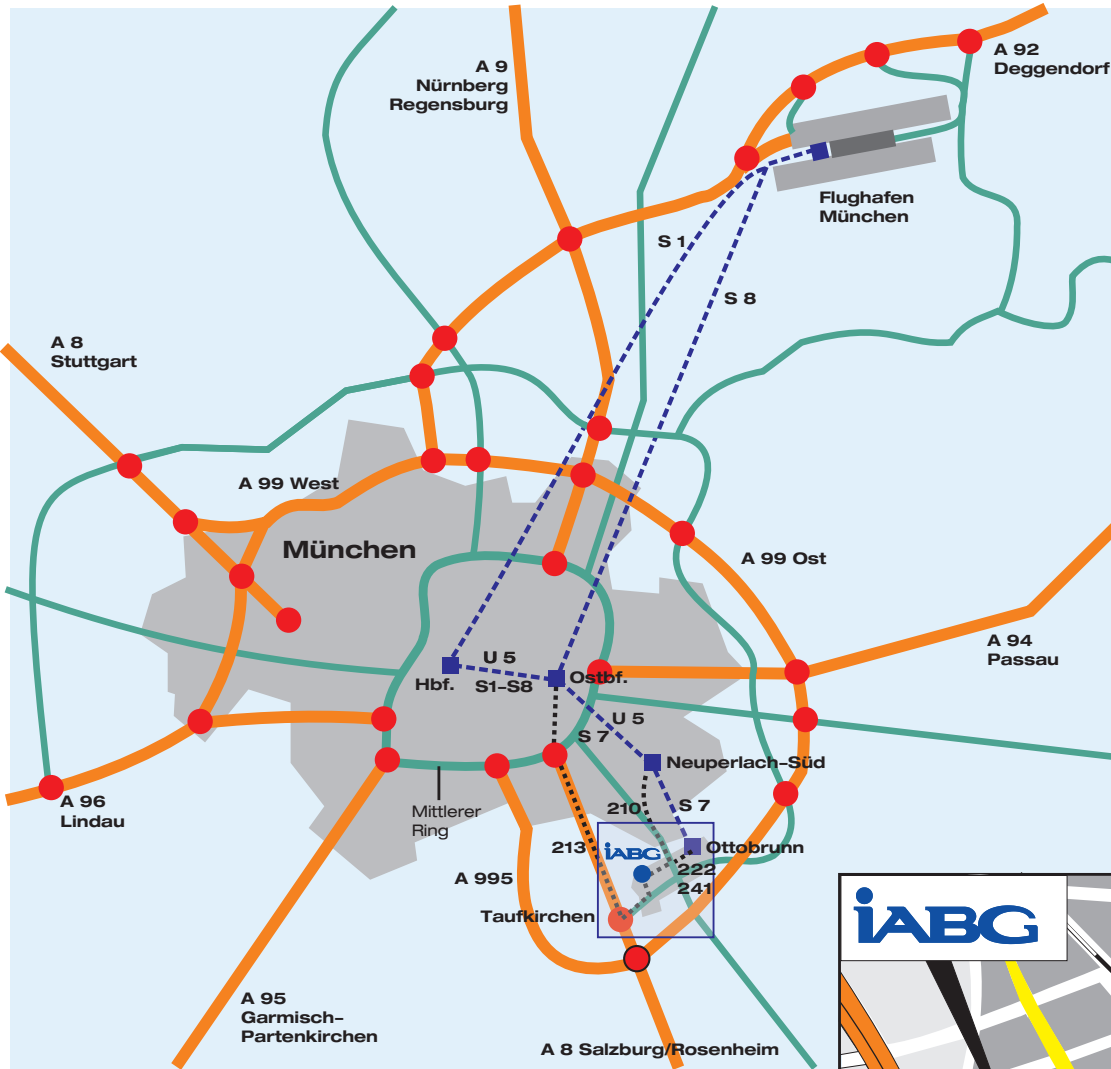 A 9
Nürnberg
Regensburg
A 92
Deggendorf
Flughafen
München
S 1
S 8
A 8
Stuttgart
A 99 West
München
A 99 Ost
A 94
Passau
U 5
Hbf.
S1–S8
Ostbf.
U 5
S 7
Neuperlach–Süd
A 96
Lindau
Mittlerer
Ring
210
S 7
213
iABG
Ottobrunn
222
241
A 995
Taufkirchen
iABG
A 95
Garmisch–
Partenkirchen
A 8 Salzburg/Rosenheim